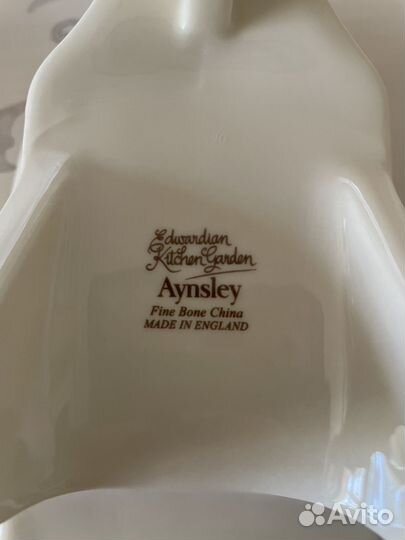 Edwardian
Kitchen Garden
Aynsley
Fine Bone China
MADE IN ENGLAND
Avito